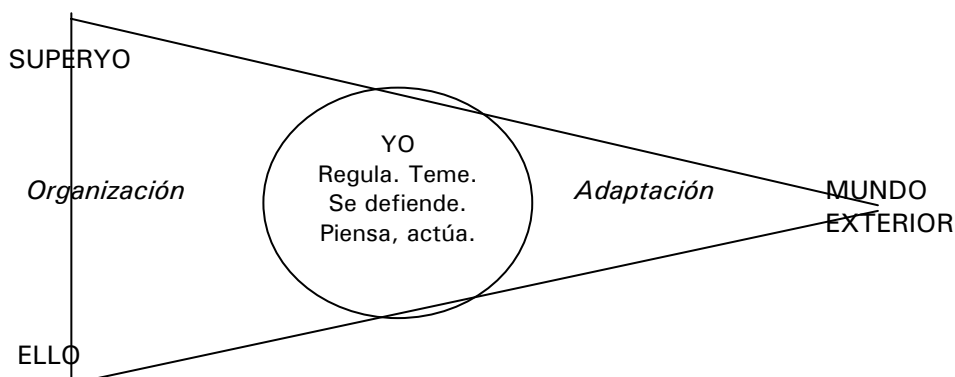 SUPERYO
YO
Regula. Teme.
Se defiende.
Piensa, actúa.
Organización
Adaptación
MUNDO
EXTERIOR
ELLO